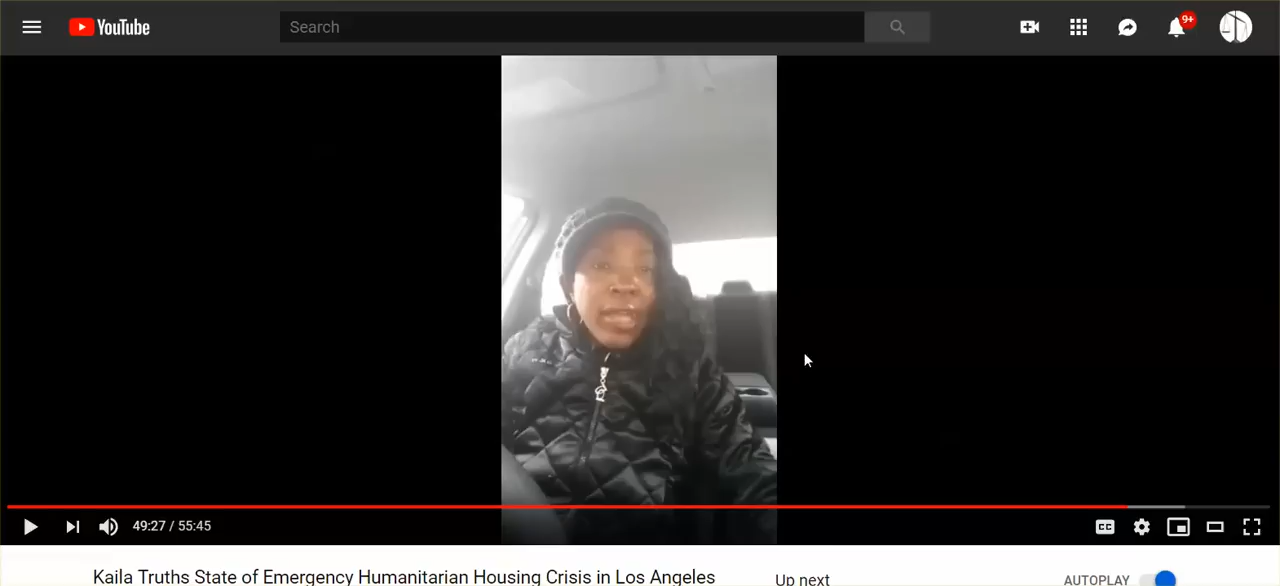 YouTube
Search
9+
49:27 / 55:45
CC
Kaila Truths State of Emergency Humanitarian Housing Crisis in Los Angeles
Up next
AUTOPLAY